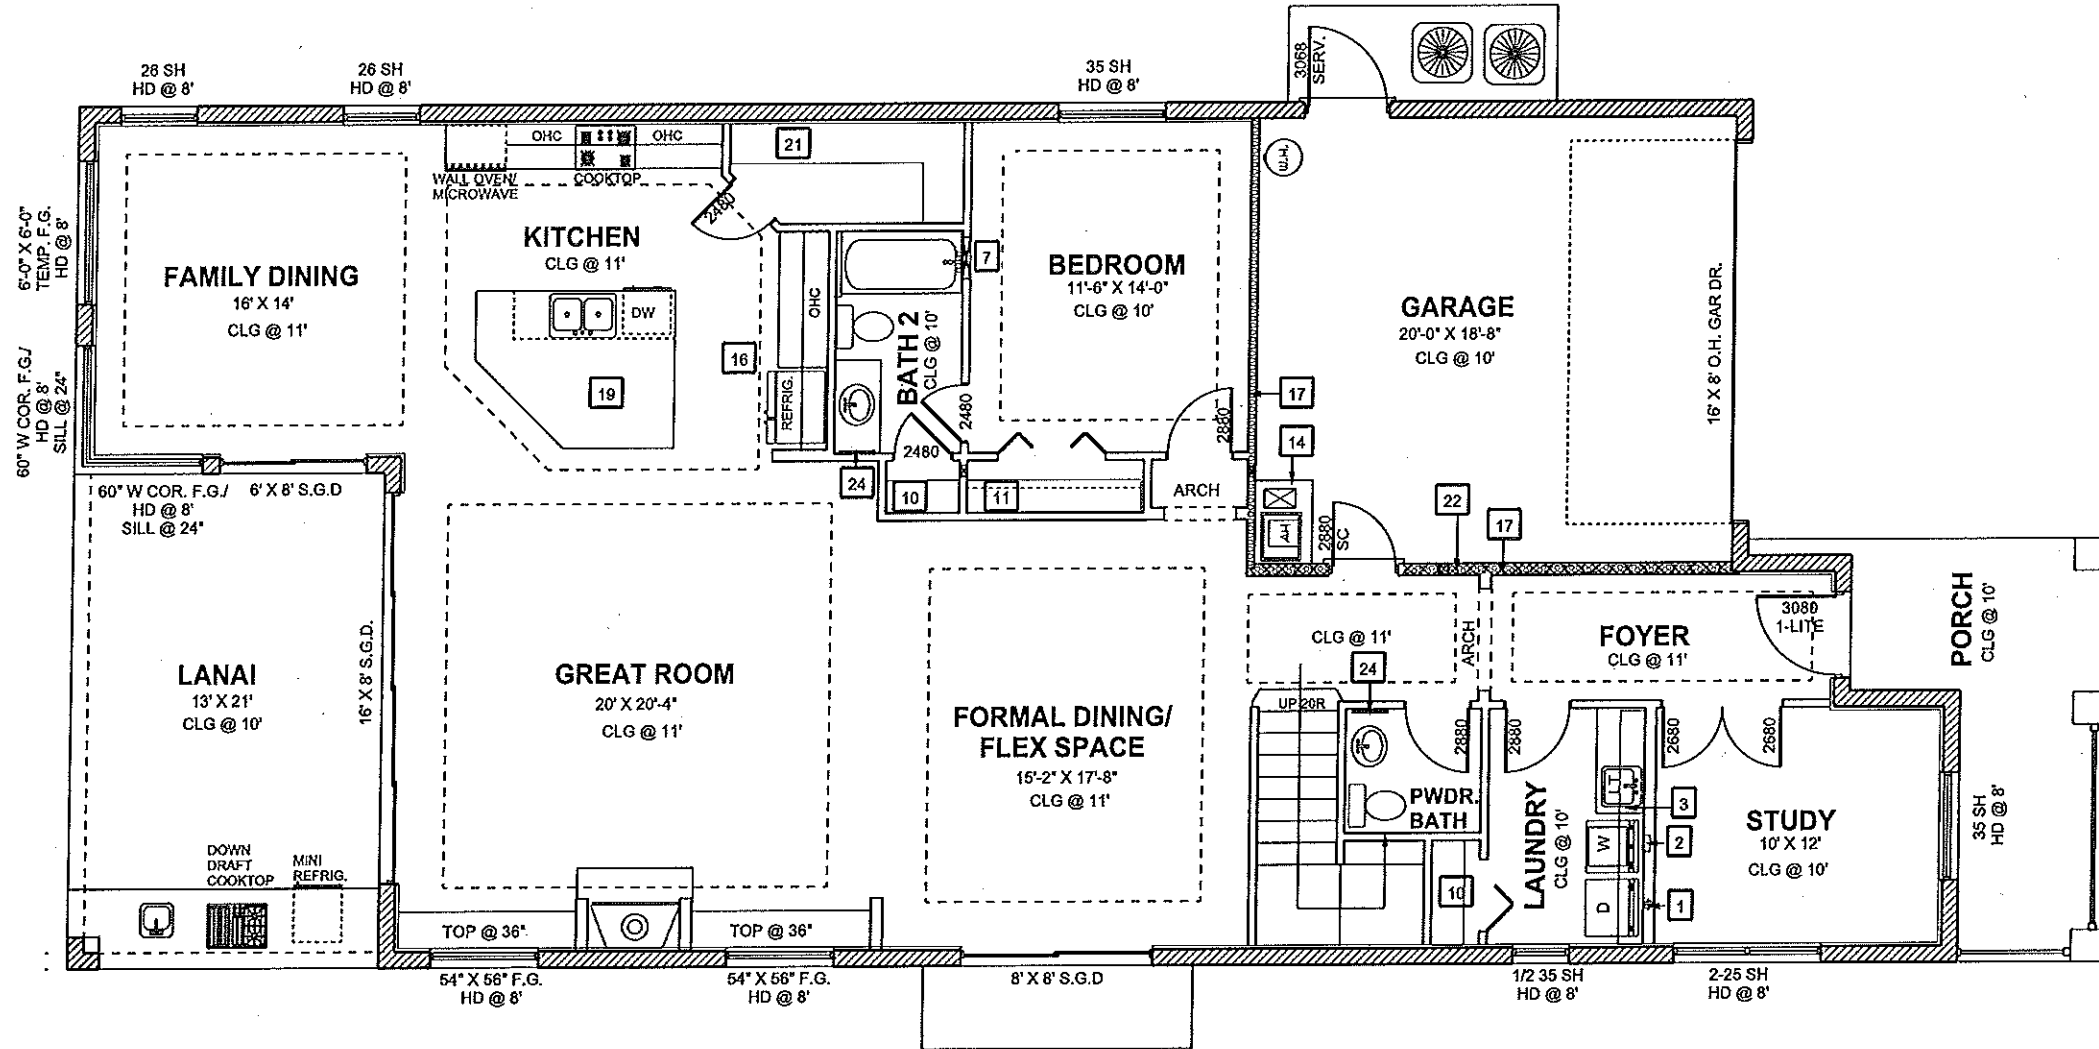 26 SH
HD @ 8'
26 SH
HD @ 8'
35 SH
HD @ 8'
3068
SERV.
OHC
OHC
WALL OVEN/
MICROWAVE
COOKTOP
21
2480
W.H.
6'-0" X 6'-0"
TEMP. F.G.
HD @ 8'
FAMILY DINING
16' X 14'
CLG @ 11'
KITCHEN
CLG @ 11'
DW
OHC
16
19
REFRIG.
7
BATH 2
CLG @ 10'
BEDROOM
11'-6" X 14'-0"
CLG @ 10'
GARAGE
20'-0" X 18'-8"
CLG @ 10'
16' X 8' O.H. GAR DR.
60" W COR. F.G./
HD @ 8'
SILL @ 24"
17
2480
2880
2480
14
24
10
11
ARCH
AH
2880
SC
22
17
60" W COR. F.G./
HD @ 8'
SILL @ 24"
6' X 8' S.G.D
LANAI
13' X 21'
CLG @ 10'
16' X 8' S.G.D.
GREAT ROOM
20' X 20'-4"
CLG @ 11'
FORMAL DINING/
FLEX SPACE
15'-2" X 17'-8"
CLG @ 11'
CLG @ 11'
ARCH
FOYER
CLG @ 11'
3080
1-LITE
PORCH
CLG @ 10'
24
UP 20R
2880
2880
2680
2680
PWDR.
BATH
LAUNDRY
CLG @ 10'
LT
3
W
2
D
1
10
STUDY
10' X 12'
CLG @ 10'
35 SH
HD @ 8'
DOWN
DRAFT
COOKTOP
MINI
REFRIG.
TOP @ 36"
TOP @ 36"
54" X 56" F.G.
HD @ 8'
54" X 56" F.G.
HD @ 8'
8' X 8' S.G.D
1/2 35 SH
HD @ 8'
2-25 SH
HD @ 8'